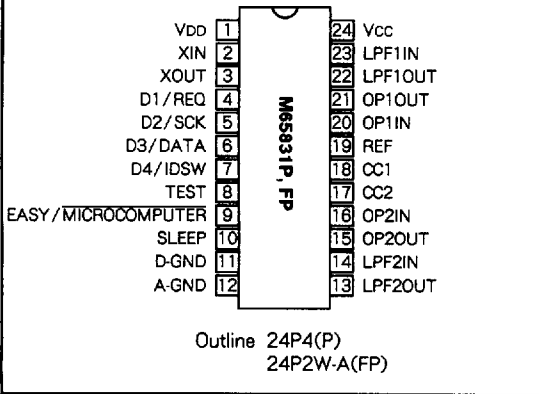 VDD 1 24 VCC
XIN 2 23 LPF1IN
XOUT 3 22 LPF1OUT
D1/REQ 4 21 OP1OUT
D2/SCK 5 20 OP1IN
D3/DATA 6 19 REF
D4/IDSW 7 18 CC1
TEST 8 17 CC2
EASY/MICROCOMPUTER 9 16 OP2IN
SLEEP 10 15 OP2OUT
D-GND 11 14 LPF2IN
A-GND 12 13 LPF2OUT
M65831P, FP
Outline 24P4(P)
24P2W-A(FP)